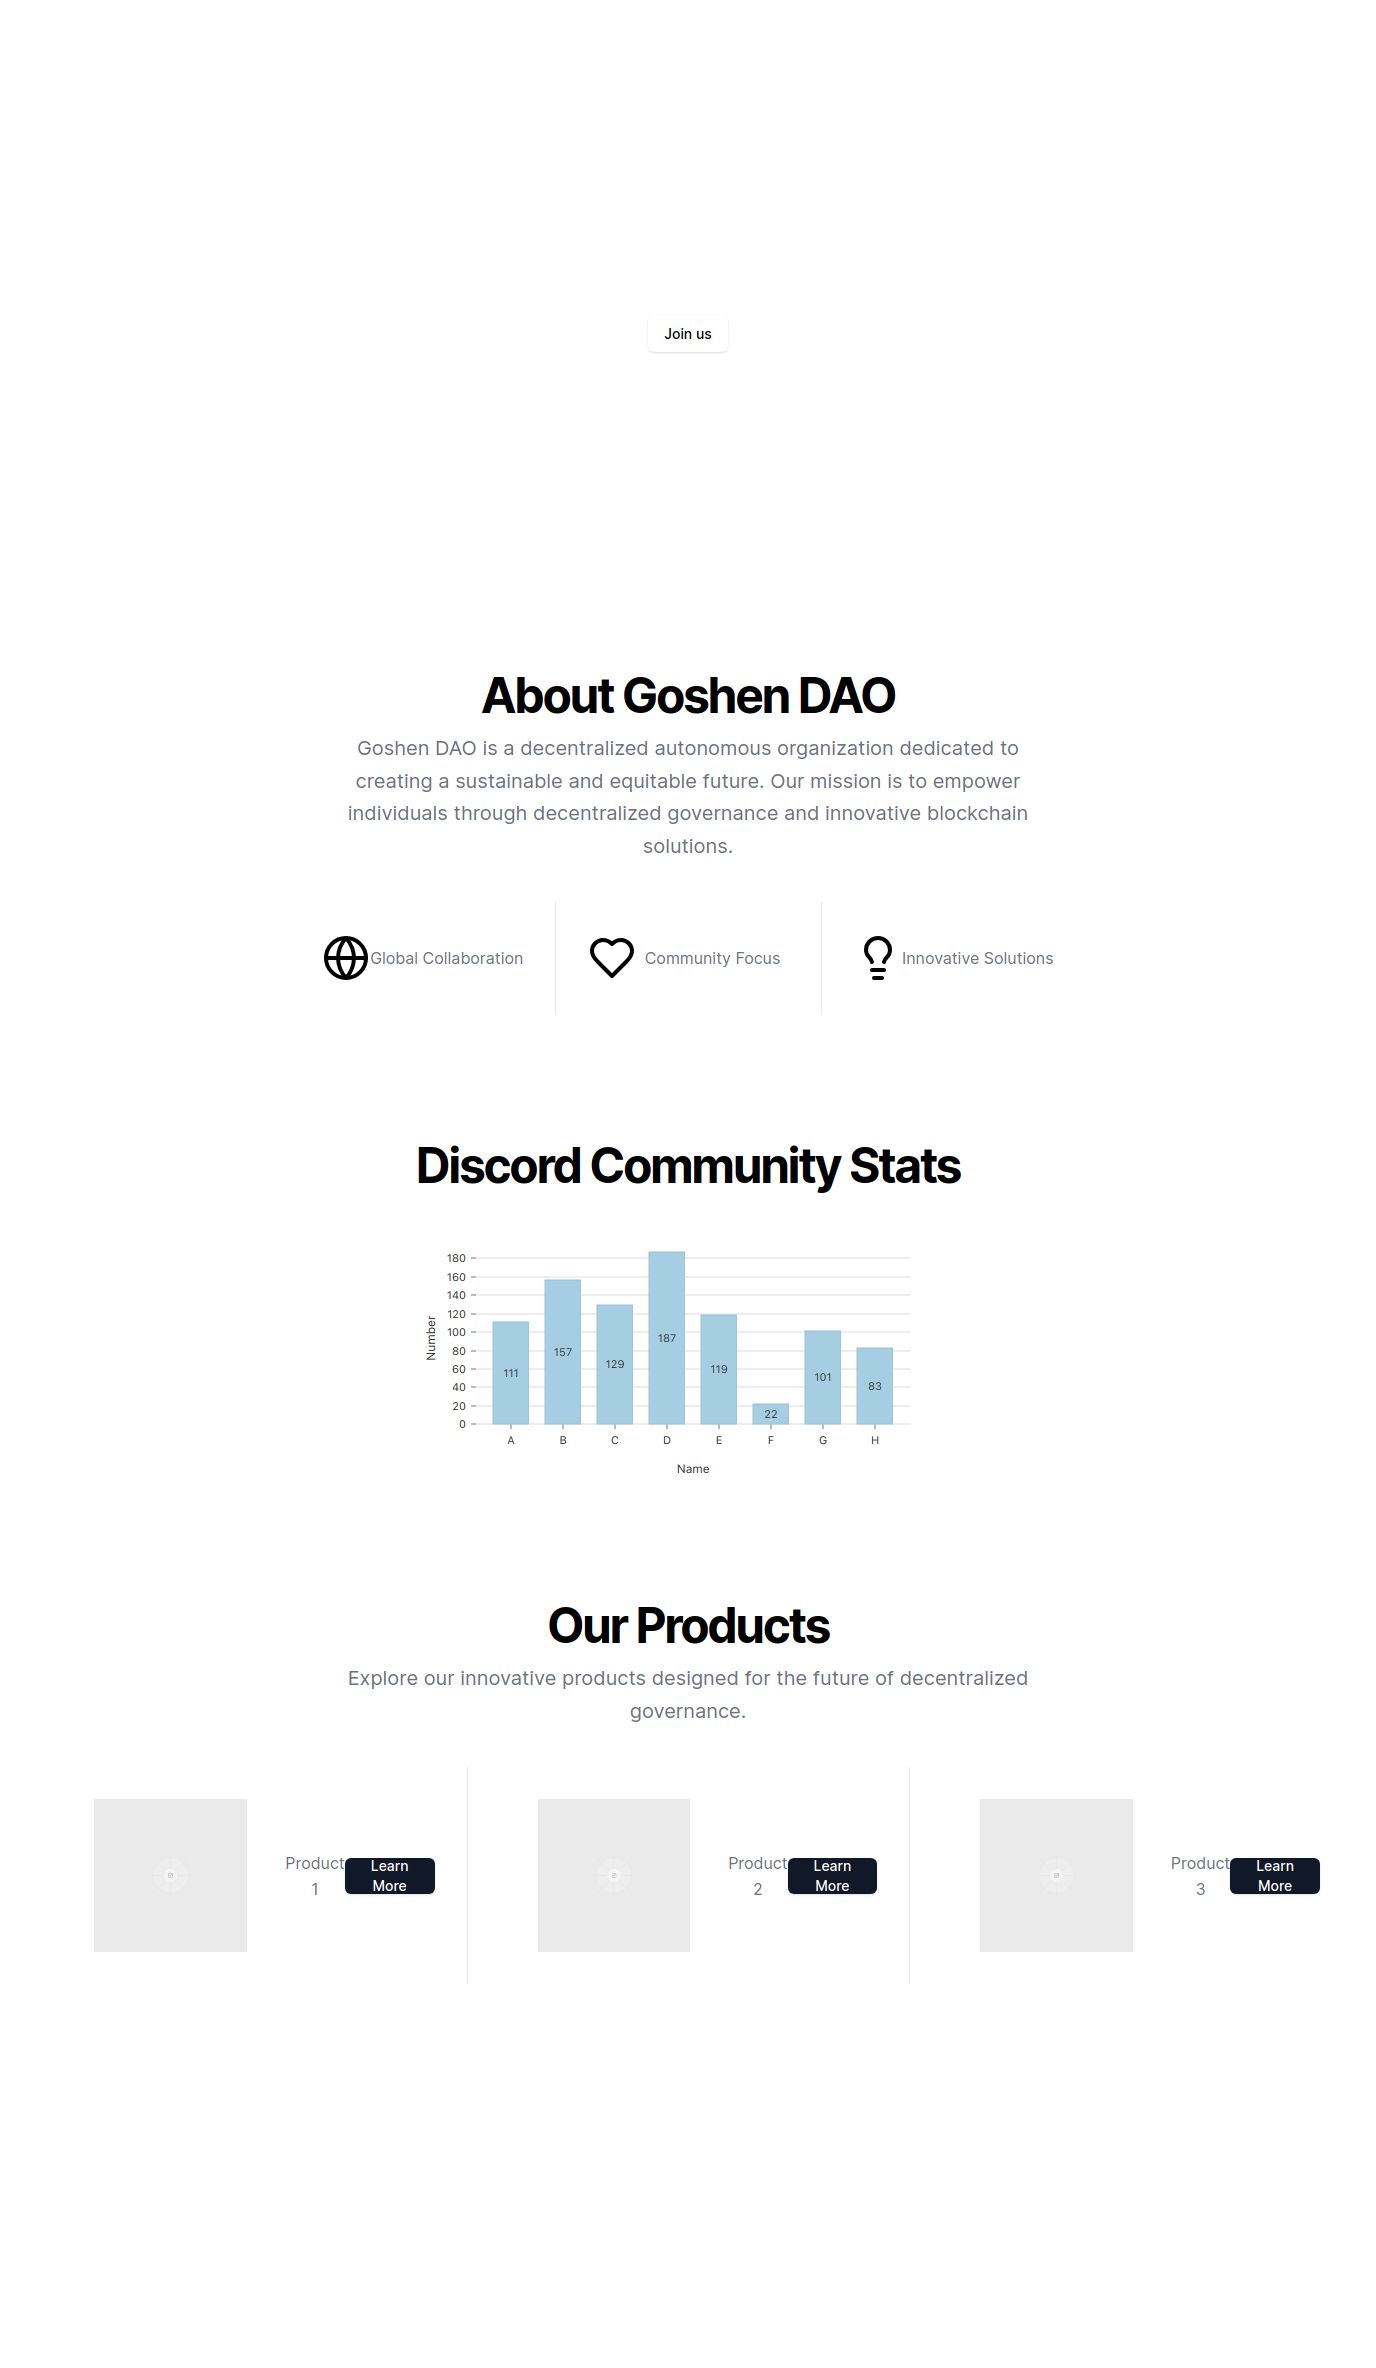 Join us
About Goshen DAO
Goshen DAO is a decentralized autonomous organization dedicated to
creating a sustainable and equitable future. Our mission is to empower
individuals through decentralized governance and innovative blockchain
solutions.
Global Collaboration
Community Focus
Innovative Solutions
Discord Community Stats
Number
180
160
140
120
100
80
60
40
20
0
111
157
129
187
119
22
101
83
A
B
C
D
E
F
G
H
Name
Our Products
Explore our innovative products designed for the future of decentralized
governance.
Product
1
Learn
More
Product
2
Learn
More
Product
3
Learn
More